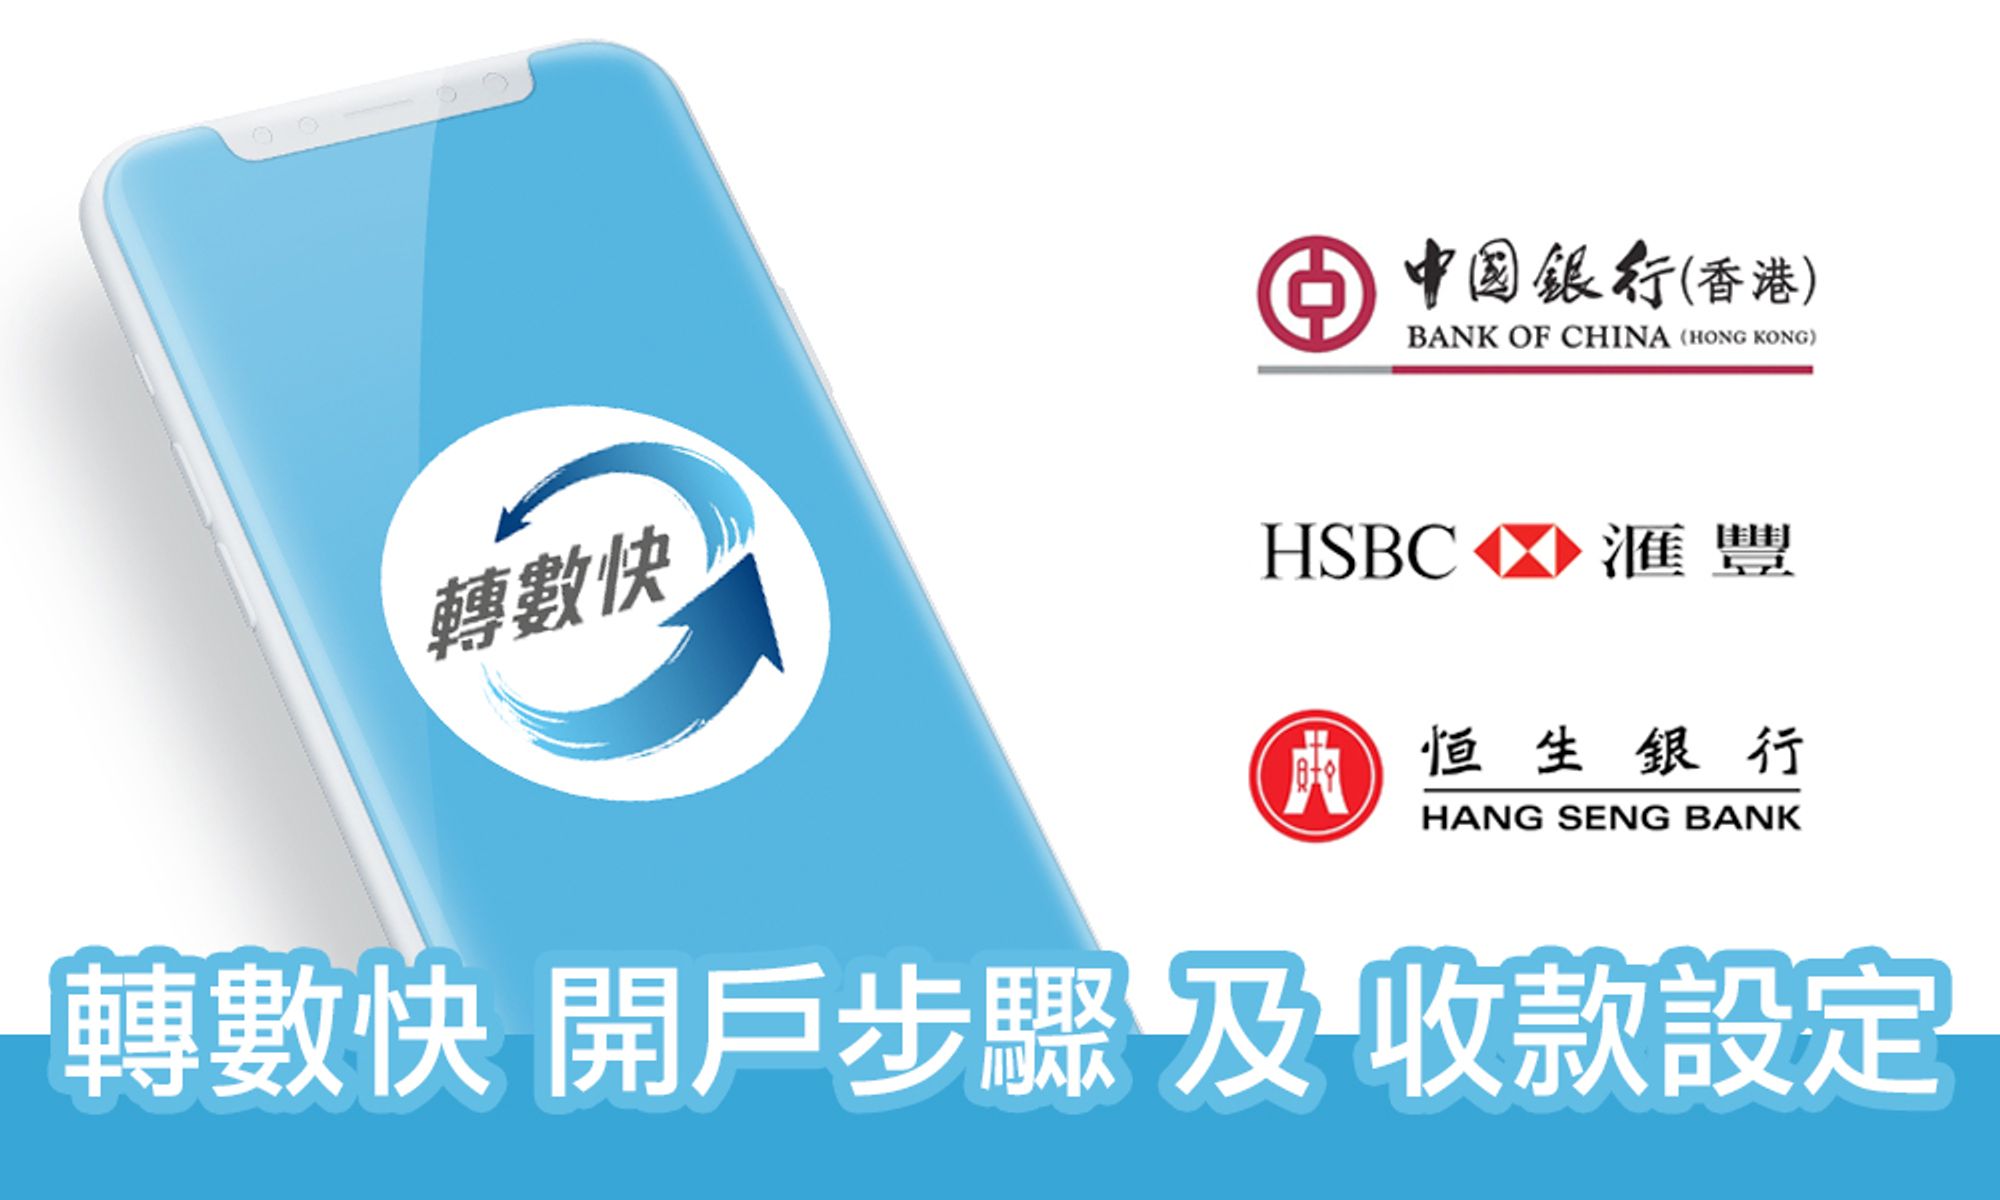 轉數快
中國銀行(香港)
BANK OF CHINA (HONG KONG)
HSBC 滙豐
恒生銀行
HANG SENG BANK
轉數快 開戶步驟 及 收款設定